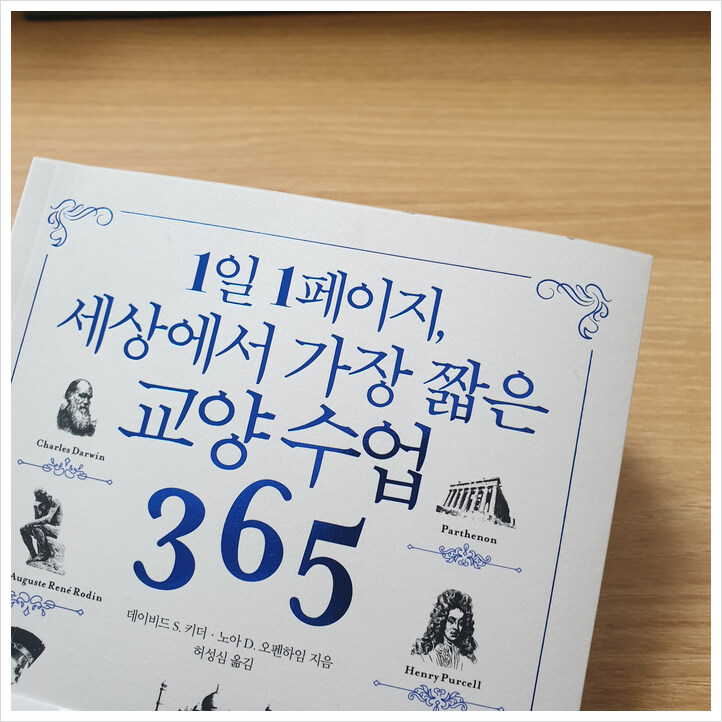 1일 1페이지,
세상에서 가장 짧은
교양 수업
365
Charles Darwin
Parthenon
Auguste René Rodin
데이비드 S. 키더 · 노아 D. 오펜하임 지음
허성심 옮김
Henry Purcell